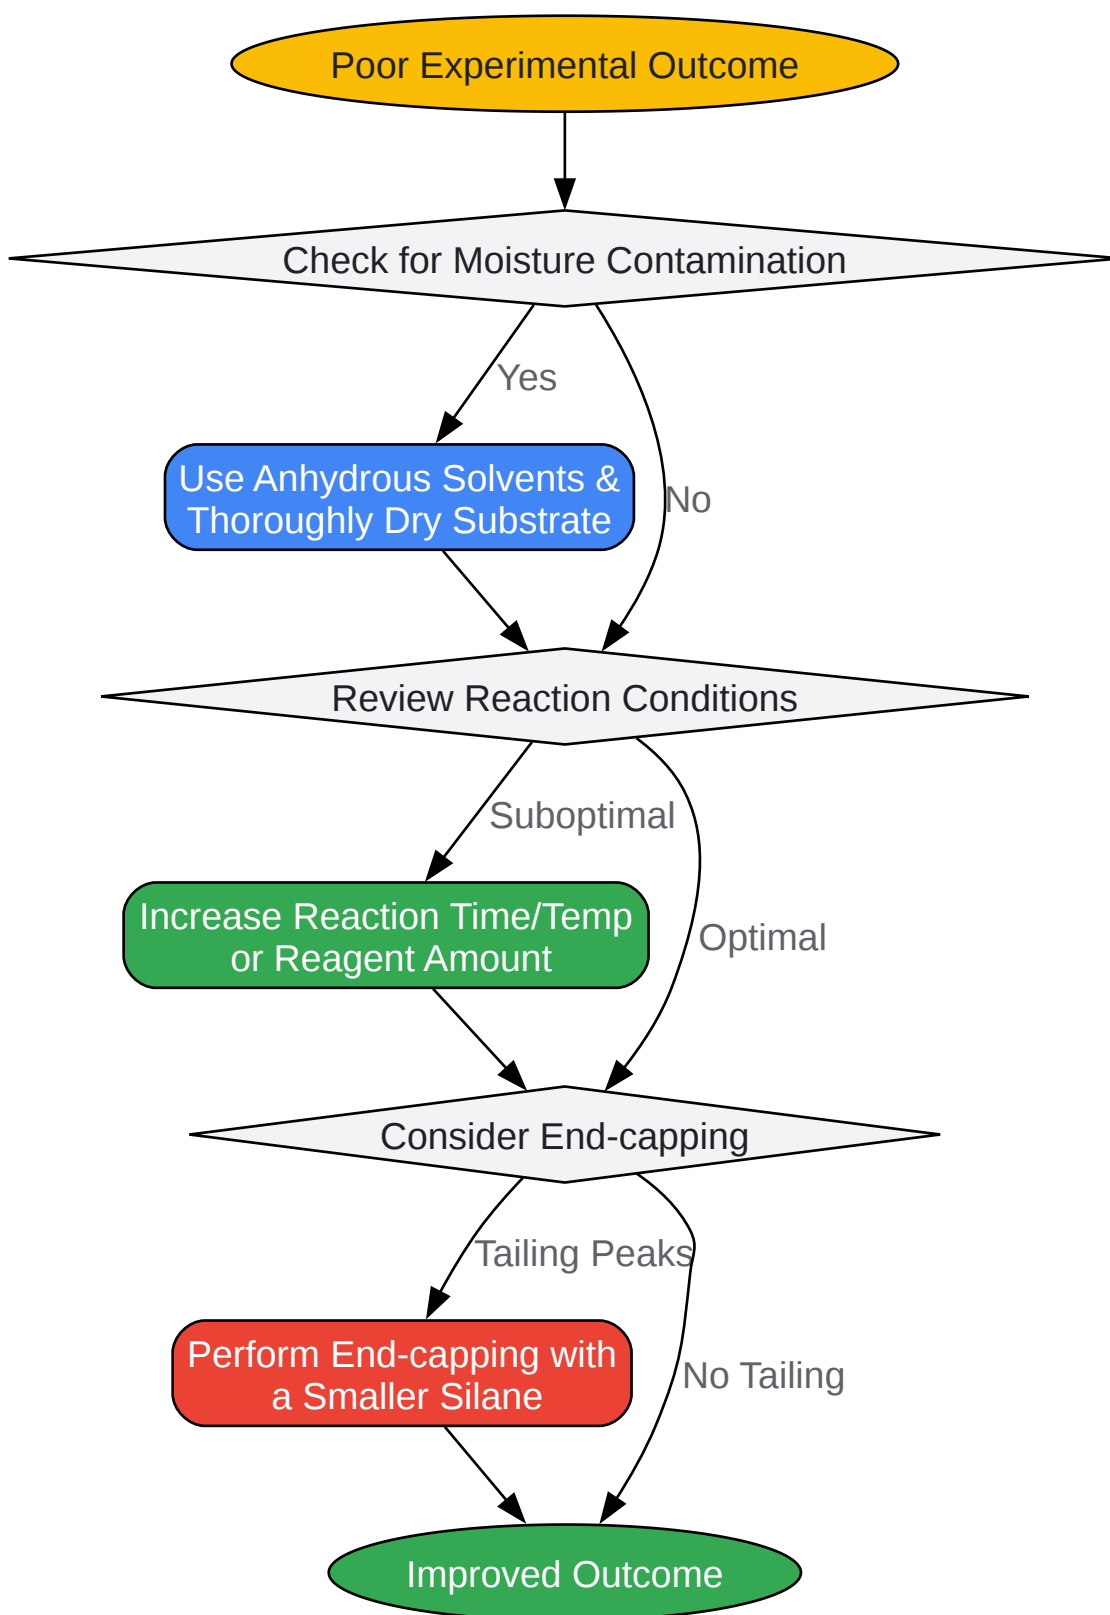 Poor Experimental Outcome
Check for Moisture Contamination
Yes
Use Anhydrous Solvents &
Thoroughly Dry Substrate
No
Review Reaction Conditions
Suboptimal
Increase Reaction Time/Temp
or Reagent Amount
Optimal
Consider End-capping
Tailing Peaks
Perform End-capping with
a Smaller Silane
No Tailing
Improved Outcome